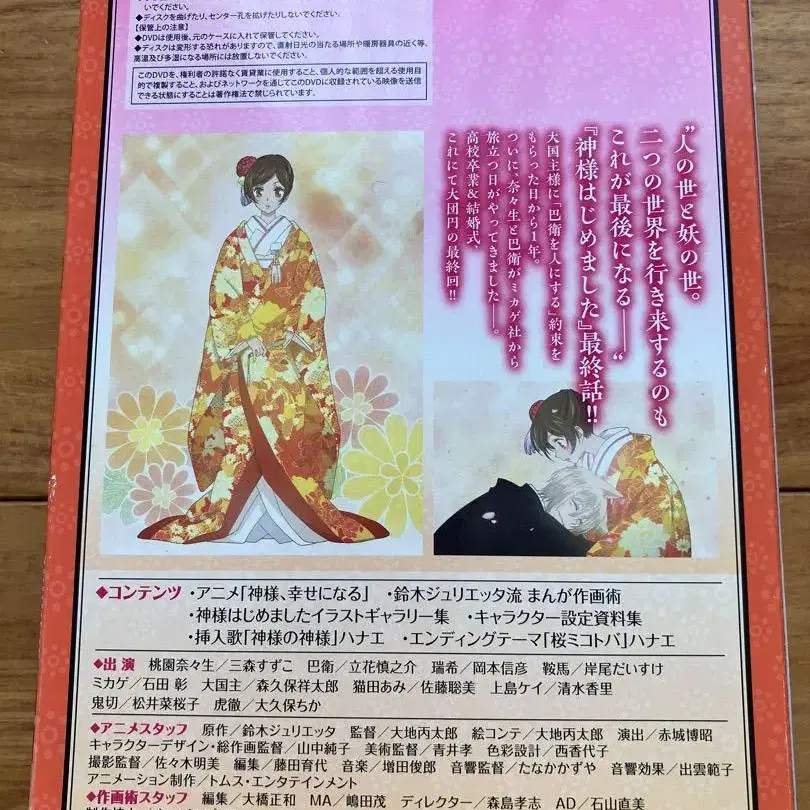 いでください。
◆ディスクを曲げたり、センター孔を拡げたりしないでください。
【保管上の注意】
◆DVDは使用後、元のケースに入れて保管してください。
◆ディスクは変形する恐れがありますので、直射日光の当たる場所や暖房器具の近く等、
高温及び多湿になる場所には放置しないでください。
このDVDを、権利者の許諾なく賃貸業に使用すること、個人的な範囲を超える使用目
的で複製すること、およびネットワークを通じてこのDVDに収録されている映像を送信
できる状態にすることは著作権法で禁じられています。
"人の世と妖の世。
二つの世界を行き来するのも
これが最後になる――"
『神様はじめました』最終話!!
大国主様に「巴衛を人にする」約束を
もらった日から1年。
ついに、奈々生と巴衛がミカゲ社から
旅立つ日がやってきました――。
高校卒業&結婚式
これにて大団円の最終回!!
◆コンテンツ ・アニメ「神様、幸せになる」 ・鈴木ジュリエッタ流 まんが作画術
・神様はじめましたイラストギャラリー集 ・キャラクター設定資料集
・挿入歌「神様の神様」ハナエ ・エンディングテーマ「桜ミコトバ」ハナエ
◆出 演 桃園奈々生/三森すずこ 巴衛/立花慎之介 瑞希/岡本信彦 鞍馬/岸尾だいすけ
ミカゲ/石田 彰 大国主/森久保祥太郎 猫田あみ/佐藤聡美 上島ケイ/清水香里
鬼切/松井菜桜子 虎徹/大久保ちか
◆アニメスタッフ 原作/鈴木ジュリエッタ 監督/大地丙太郎 絵コンテ/大地丙太郎 演出/赤城博昭
キャラクターデザイン・総作画監督/山中純子 美術監督/青井孝 色彩設計/西香代子
撮影監督/佐々木明美 編集/藤田育代 音楽/増田俊郎 音響監督/たなかかずや 音響効果/出雲範子
アニメーション制作/トムス・エンタテインメント
◆作画術スタッフ 編集/大橋正和 MA/嶋田茂 ディレクター/森島孝志 AD/石山直美